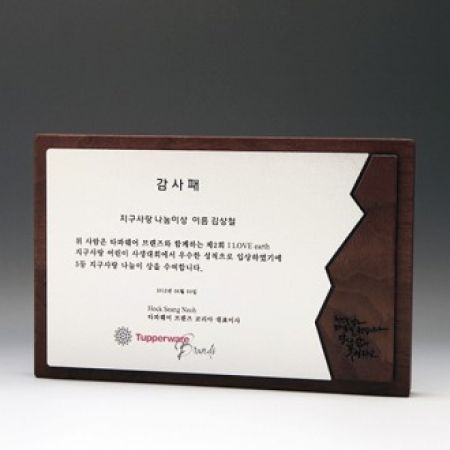 감사패
지구사랑 나눔이상 이름 김상철
위 사람은 타파웨어 브랜즈와 함께하는 제2회 I LOVE earth
지구사랑 어린이 사생대회에서 우수한 성적으로 입상하였기에
5등 지구사랑 나눔이 상을 수여합니다.
Hock Seang Neoh
타파웨어 브랜즈 코리아 대표이사
Tupperware
Brands